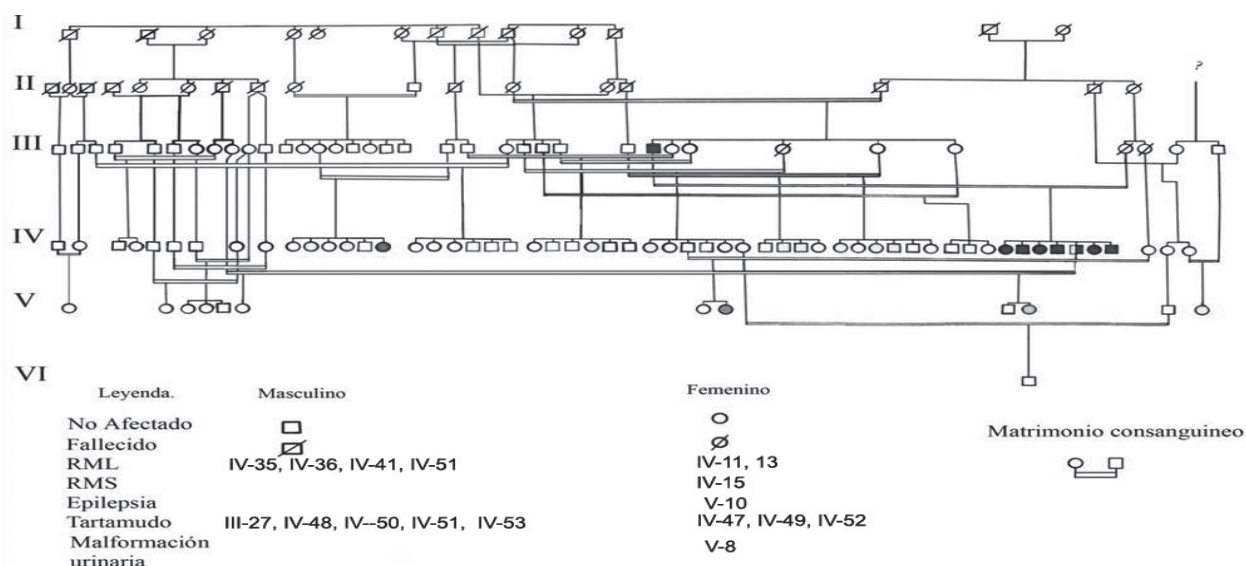 I
II
?
III
IV
V
VI
Leyenda. Masculino Femenino
No Afectado
Fallecido
RML IV-35, IV-36, IV-41, IV-51 IV-11, 13
RMS IV-15
Epilepsia V-10
Tartamudo III-27, IV-48, IV--50, IV-51, IV-53 IV-47, IV-49, IV-52
Malformación
urinaria V-8
Matrimonio consanguineo